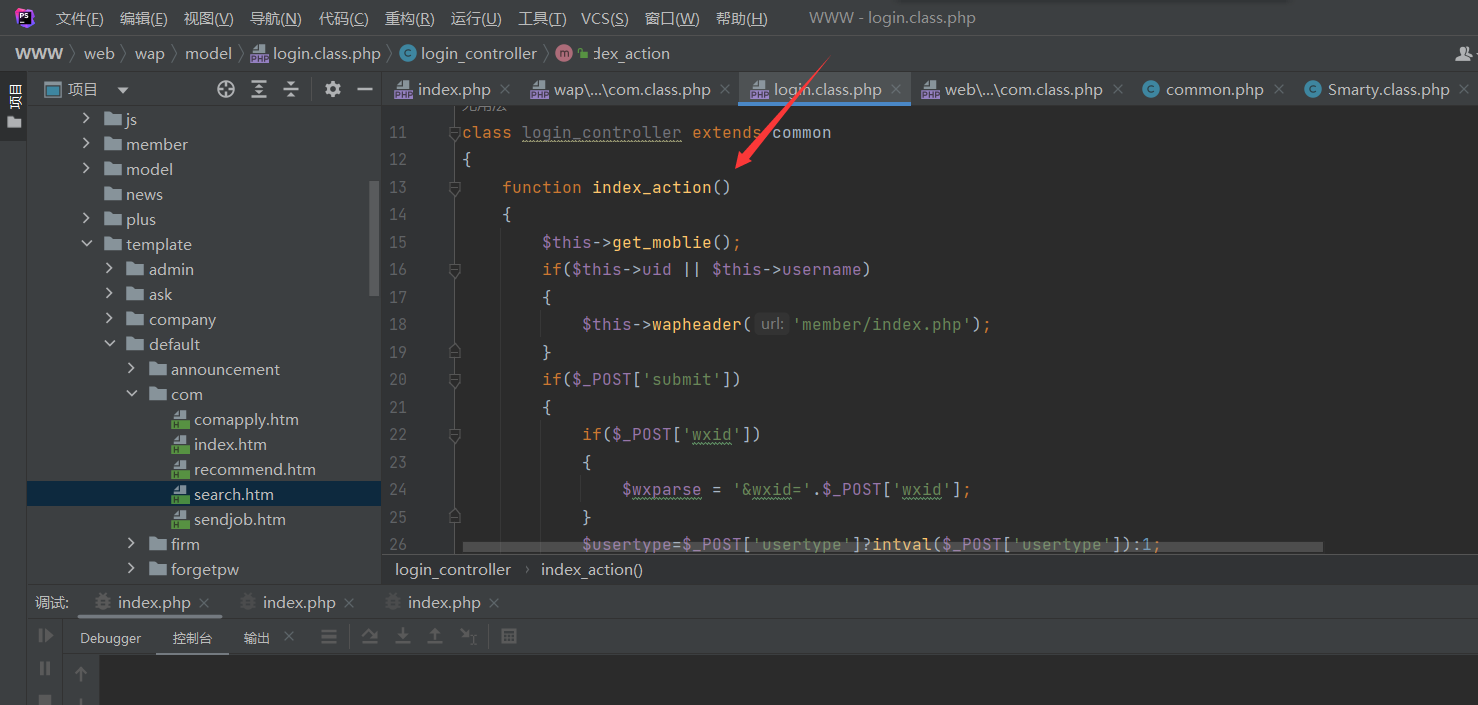 文件(F) 编辑(E) 视图(V) 导航(N) 代码(C) 重构(R) 运行(U) 工具(T) VCS(S) 窗口(W) 帮助(H) WWW - login.class.php
WWW web wap model login.class.php login_controller dex_action
项目
项目
index.php wap\...\com.class.php login.class.php web\...\com.class.php common.php Smarty.class.php
js
member
model
news
plus
template
admin
ask
company
default
announcement
com
comapply.htm
index.htm
recommend.htm
search.htm
sendjob.htm
firm
forgetpw
11 class login_controller extends common
12 {
13 function index_action()
14 {
15 $this->get_moblie();
16 if($this->uid || $this->username)
17 {
18 $this->wapheader( url: 'member/index.php');
19 }
20 if($_POST['submit'])
21 {
22 if($_POST['wxid'])
23 {
24 $wxparse = '&wxid='.$_POST['wxid'];
25 }
26 $usertype=$_POST['usertype']?intval($_POST['usertype']):1;
login_controller › index_action()
调试: index.php index.php index.php
Debugger 控制台 输出